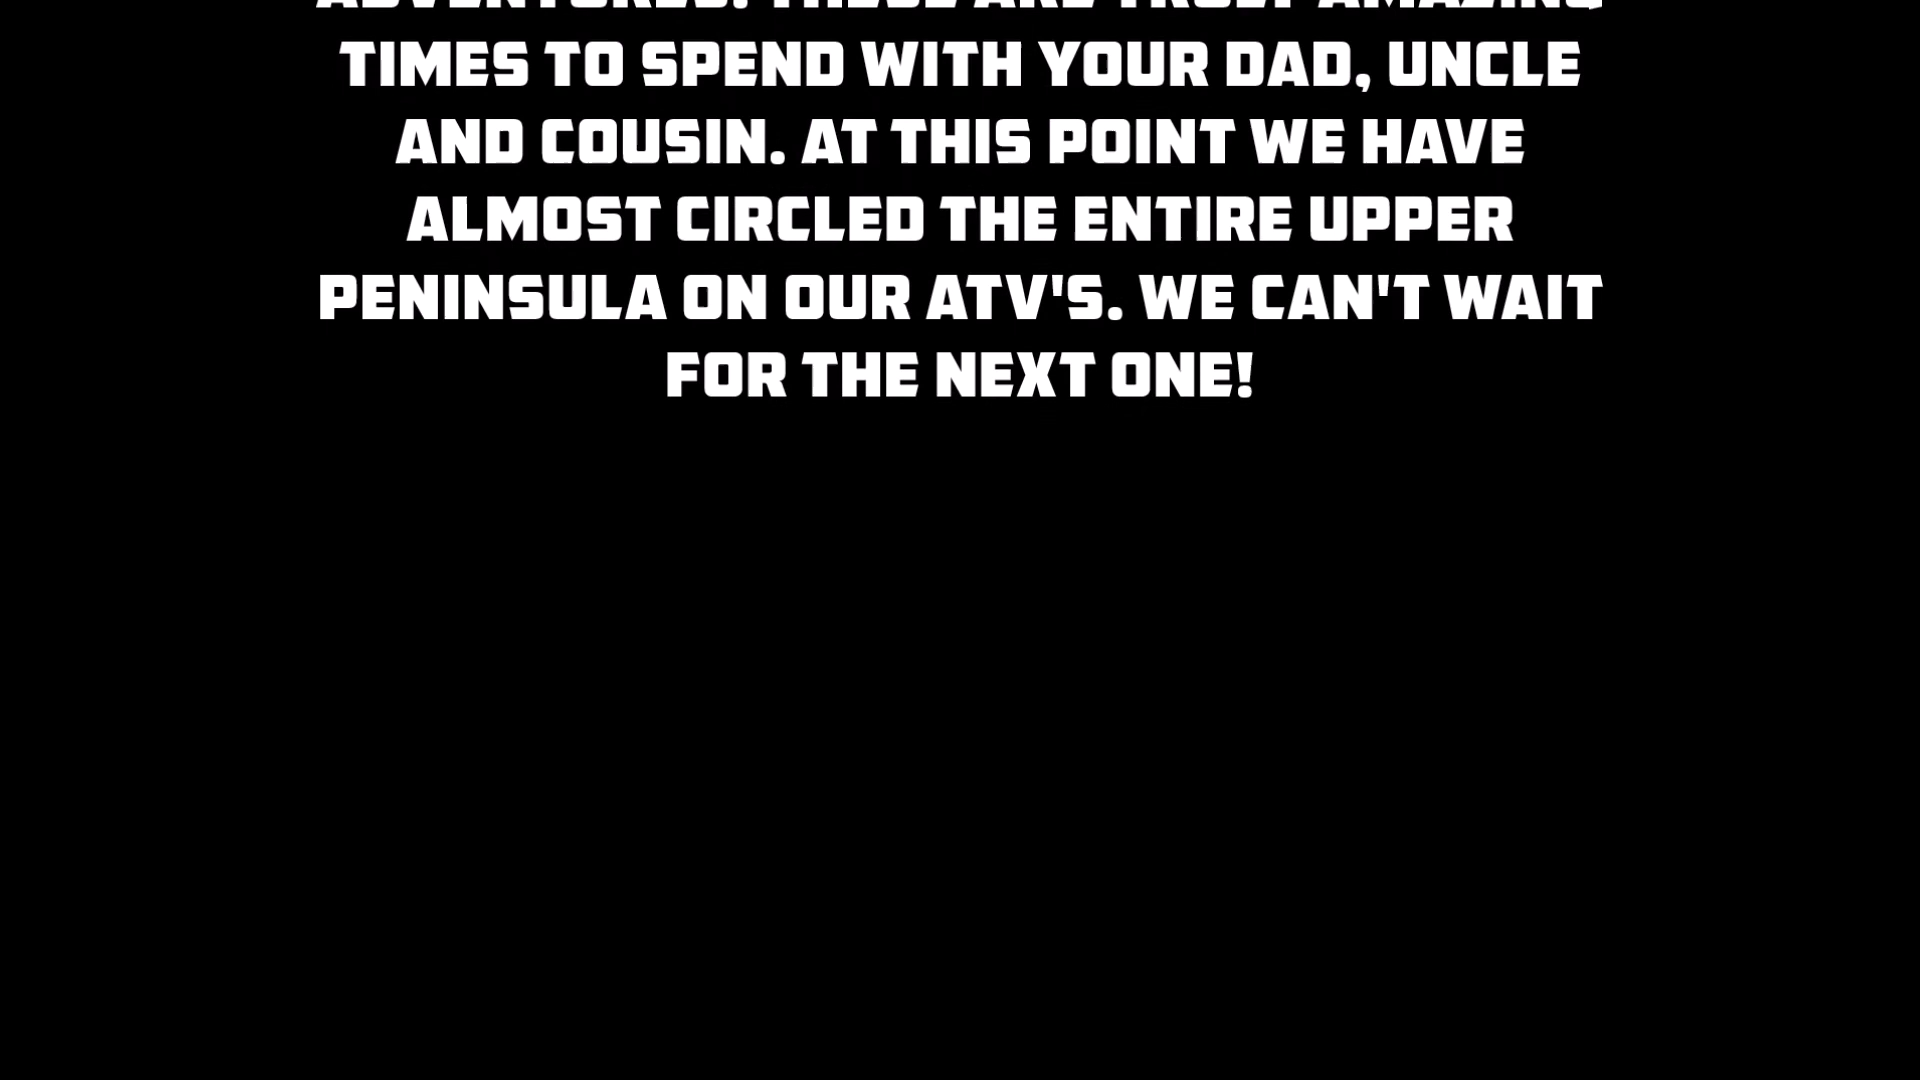 ADVENTURES. THESE ARE TRULY AMAZING
TIMES TO SPEND WITH YOUR DAD, UNCLE
AND COUSIN. AT THIS POINT WE HAVE
ALMOST CIRCLED THE ENTIRE UPPER
PENINSULA ON OUR ATV'S. WE CAN'T WAIT
FOR THE NEXT ONE!